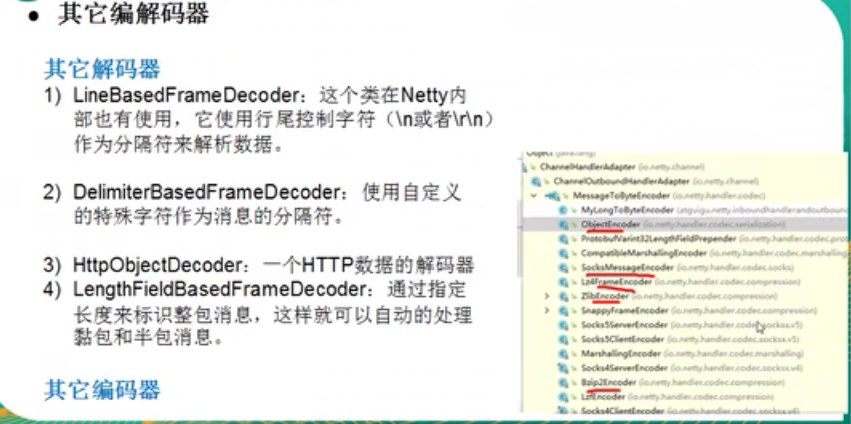 • 其它编解码器
其它解码器
1) LineBasedFrameDecoder：这个类在Netty内
部也有使用，它使用行尾控制字符（\n或者\r\n）
作为分隔符来解析数据。
2) DelimiterBasedFrameDecoder：使用自定义
的特殊字符作为消息的分隔符。
3) HttpObjectDecoder：一个HTTP数据的解码器
4) LengthFieldBasedFrameDecoder：通过指定
长度来标识整包消息，这样就可以自动的处理
黏包和半包消息。
其它编码器
Object (java.lang)
ChannelHandlerAdapter (io.netty.channel)
ChannelOutboundHandlerAdapter (io.netty.channel)
MessageToByteEncoder (io.netty.handler.codec)
MyLongToByteEncoder (atguigu.netty.inboundhandlerandoutbound
ObjectEncoder (io.netty.handler.codec.serialization)
ProtobufVarint32LengthFieldPrepender (io.netty.handler.codec.pro
CompatibleMarshallingEncoder (io.netty.handler.codec.marshalling
SocksMessageEncoder (io.netty.handler.codec.socks)
Lz4FrameEncoder (io.netty.handler.codec.compression)
ZlibEncoder (io.netty.handler.codec.compression)
SnappyFrameEncoder (io.netty.handler.codec.compression)
Socks5ServerEncoder (io.netty.handler.codec.socksx.v5)
Socks5ClientEncoder (io.netty.handler.codec.socksx.v5)
MarshallingEncoder (io.netty.handler.codec.marshalling)
Socks4ServerEncoder (io.netty.handler.codec.socksx.v4)
Bzip2Encoder (io.netty.handler.codec.compression)
LzfEncoder (io.netty.handler.codec.compression)
Socks4ClientEncoder (io.netty.handler.codec.socksx.v4)